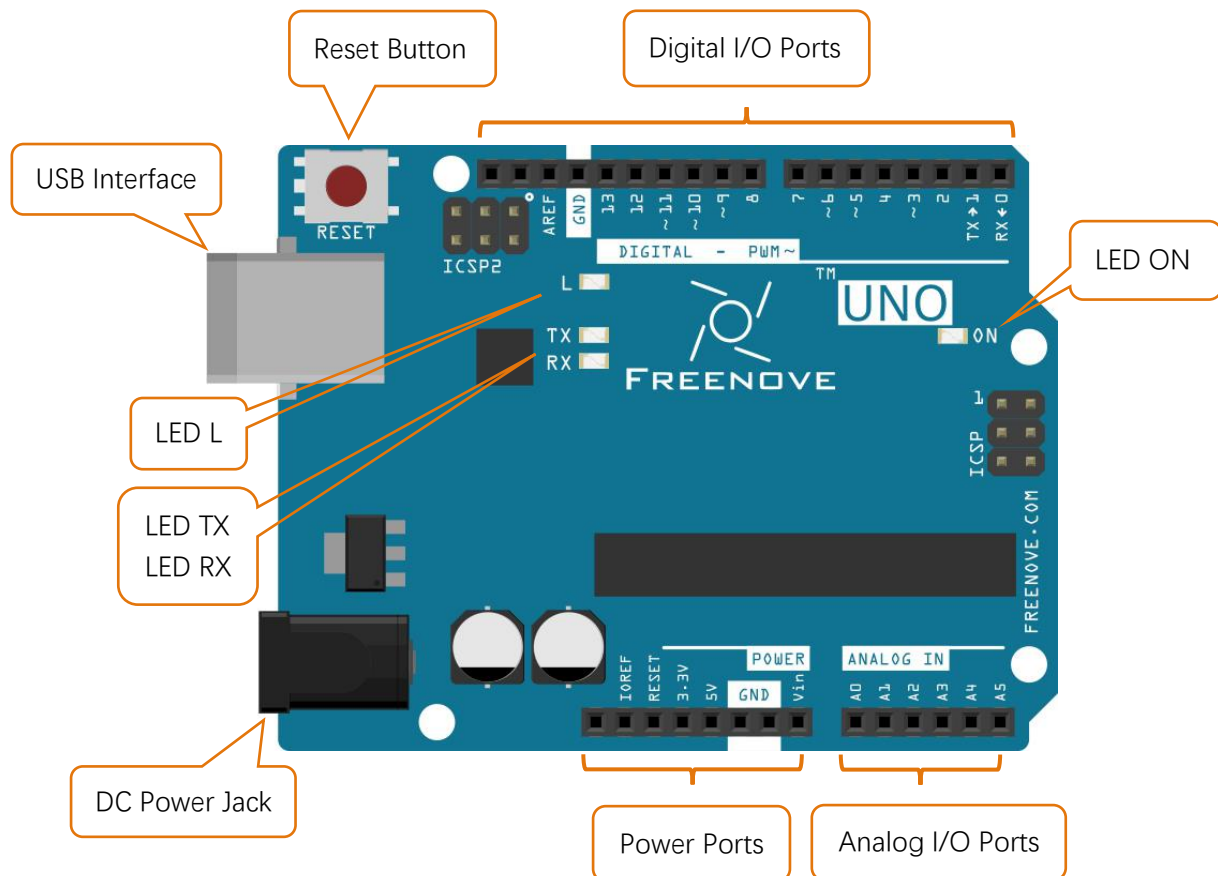 Reset Button
Digital I/O Ports
USB Interface
RESET
ICSP2
AREF
GND
13
12
~11
~10
~9
8
7
~6
~5
4
~3
2
TX→1
RX←0
DIGITAL - PWM~
LED ON
L
TX
RX
TM
UNO
ON
FREENOVE
1
ICSP
LED L
LED TX
LED RX
FREENOVE.COM
POWER
ANALOG IN
IOREF
RESET
3.3V
5V
GND
Vin
A0
A1
A2
A3
A4
A5
DC Power Jack
Power Ports
Analog I/O Ports